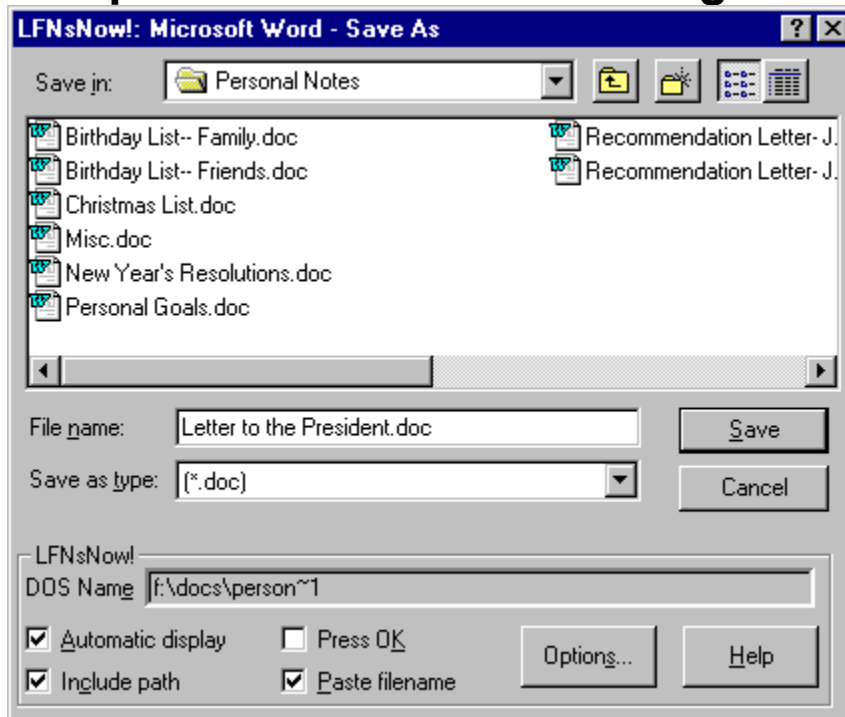 LFNsNow!: Microsoft Word - Save As
Save in: Personal Notes
Birthday List-- Family.doc
Birthday List-- Friends.doc
Christmas List.doc
Misc.doc
New Year's Resolutions.doc
Personal Goals.doc
Recommendation Letter- J.
Recommendation Letter- J.
File name: Letter to the President.doc Save
Save as type: (*.doc) Cancel
LFNsNow!
DOS Name f:\docs\person~1
Automatic display Press OK Options... Help
Include path Paste filename